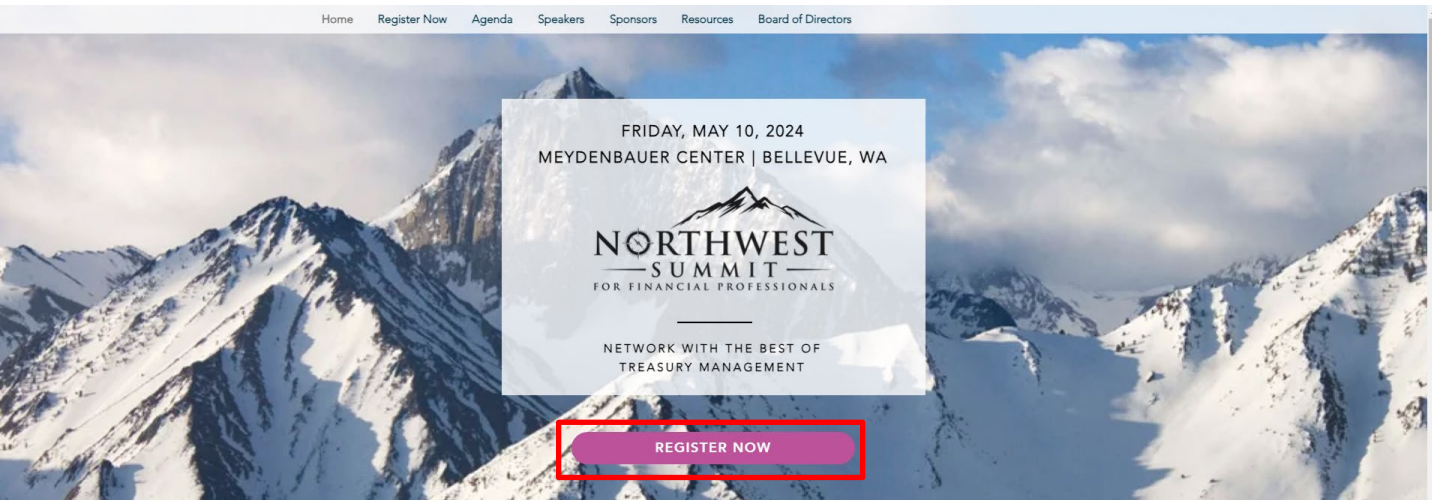 Home Register Now Agenda Speakers Sponsors Resources Board of Directors
FRIDAY, MAY 10, 2024
MEYDENBAUER CENTER | BELLEVUE, WA
NORTHWEST
SUMMIT
FOR FINANCIAL PROFESSIONALS
NETWORK WITH THE BEST OF
TREASURY MANAGEMENT
REGISTER NOW